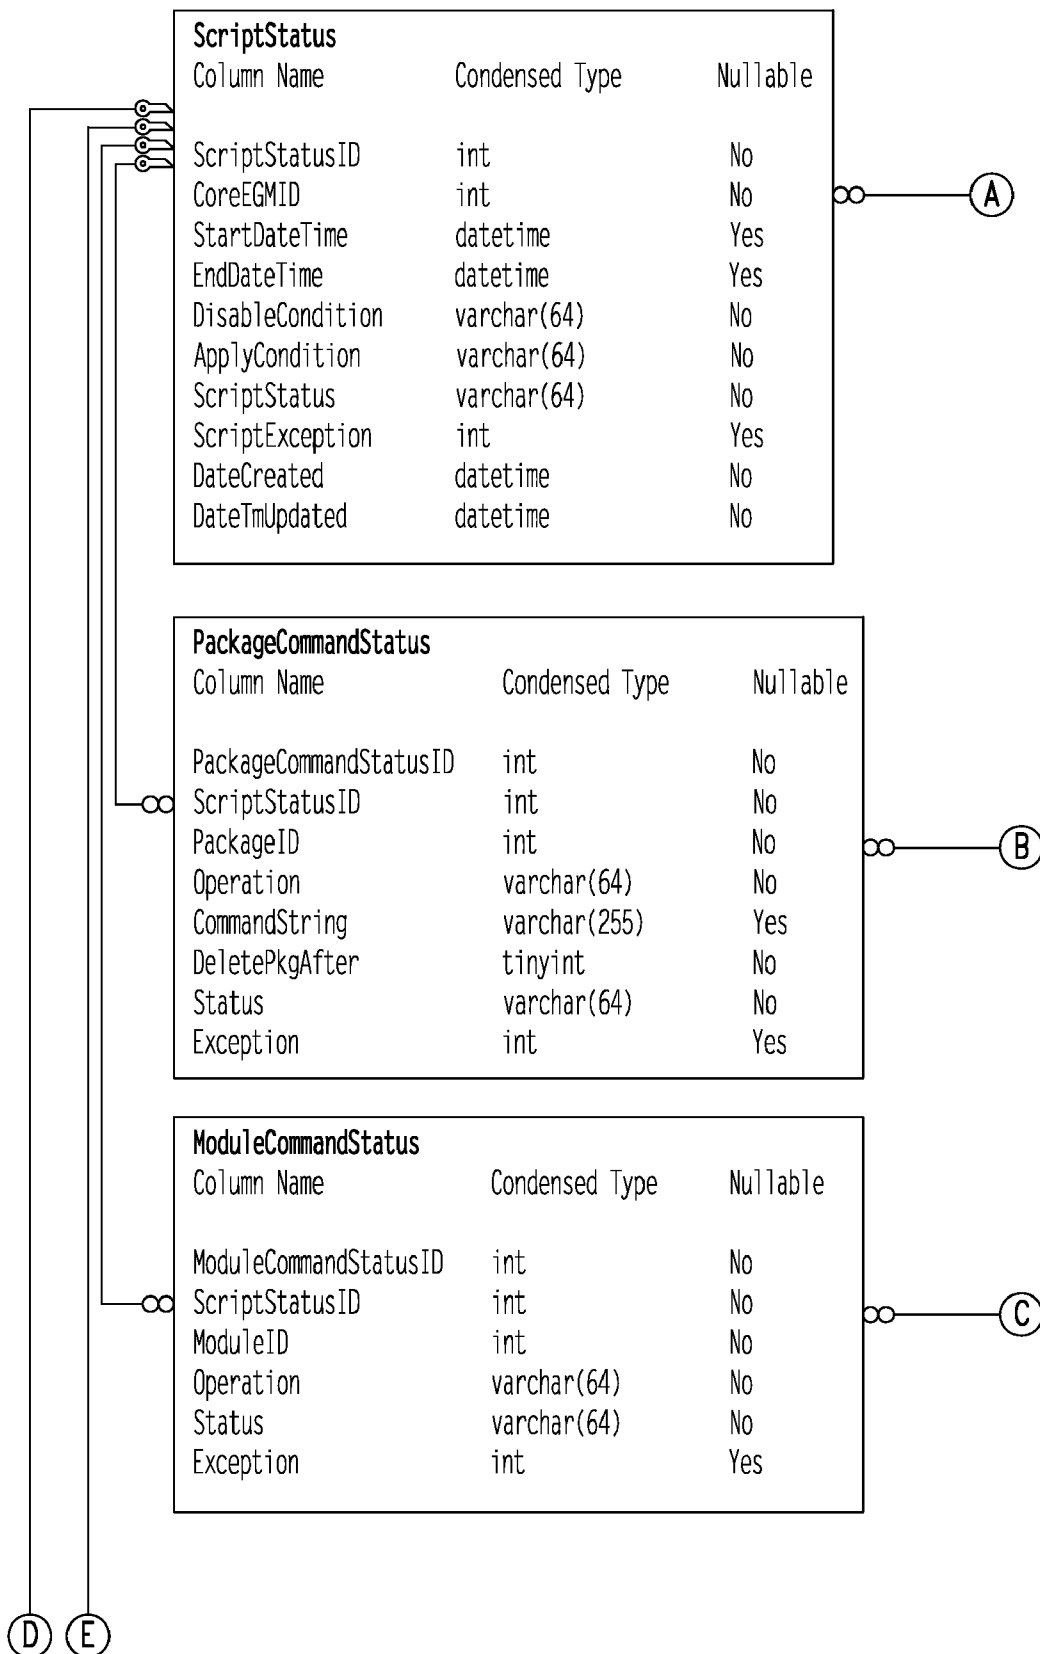 ScriptStatus
Column Name Condensed Type Nullable
ScriptStatusID int No
CoreEGMID int No
StartDateTime datetime Yes
EndDateTime datetime Yes
DisableCondition varchar(64) No
ApplyCondition varchar(64) No
ScriptStatus varchar(64) No
ScriptException int Yes
DateCreated datetime No
DateTmUpdated datetime No
A
PackageCommandStatus
Column Name Condensed Type Nullable
PackageCommandStatusID int No
ScriptStatusID int No
PackageID int No
Operation varchar(64) No
CommandString varchar(255) Yes
DeletePkgAfter tinyint No
Status varchar(64) No
Exception int Yes
B
ModuleCommandStatus
Column Name Condensed Type Nullable
ModuleCommandStatusID int No
ScriptStatusID int No
ModuleID int No
Operation varchar(64) No
Status varchar(64) No
Exception int Yes
C
D E